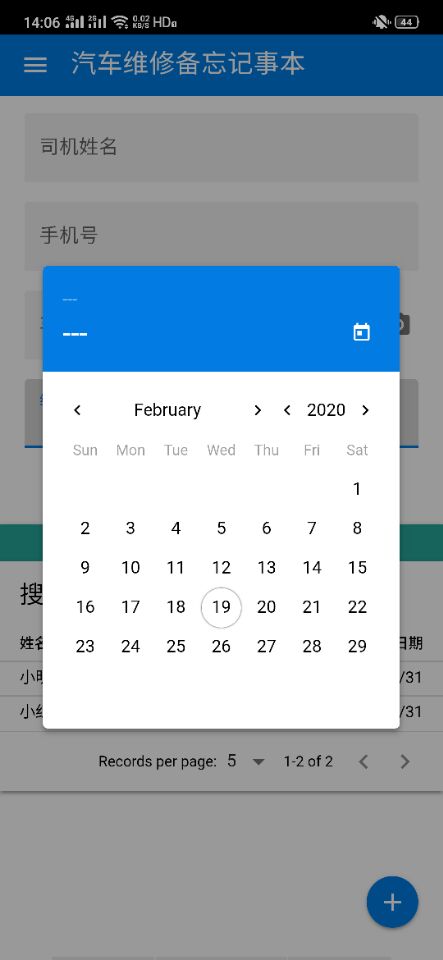 14:06 4G 2G 0.02 KB/S HD 44
汽车维修备忘记事本
司机姓名
手机号
---
---
February 2020
Sun Mon Tue Wed Thu Fri Sat
1
2 3 4 5 6 7 8
9 10 11 12 13 14 15
16 17 18 19 20 21 22
23 24 25 26 27 28 29
搜
姓名 日期
小明 /31
小红 /31
Records per page: 5 1-2 of 2